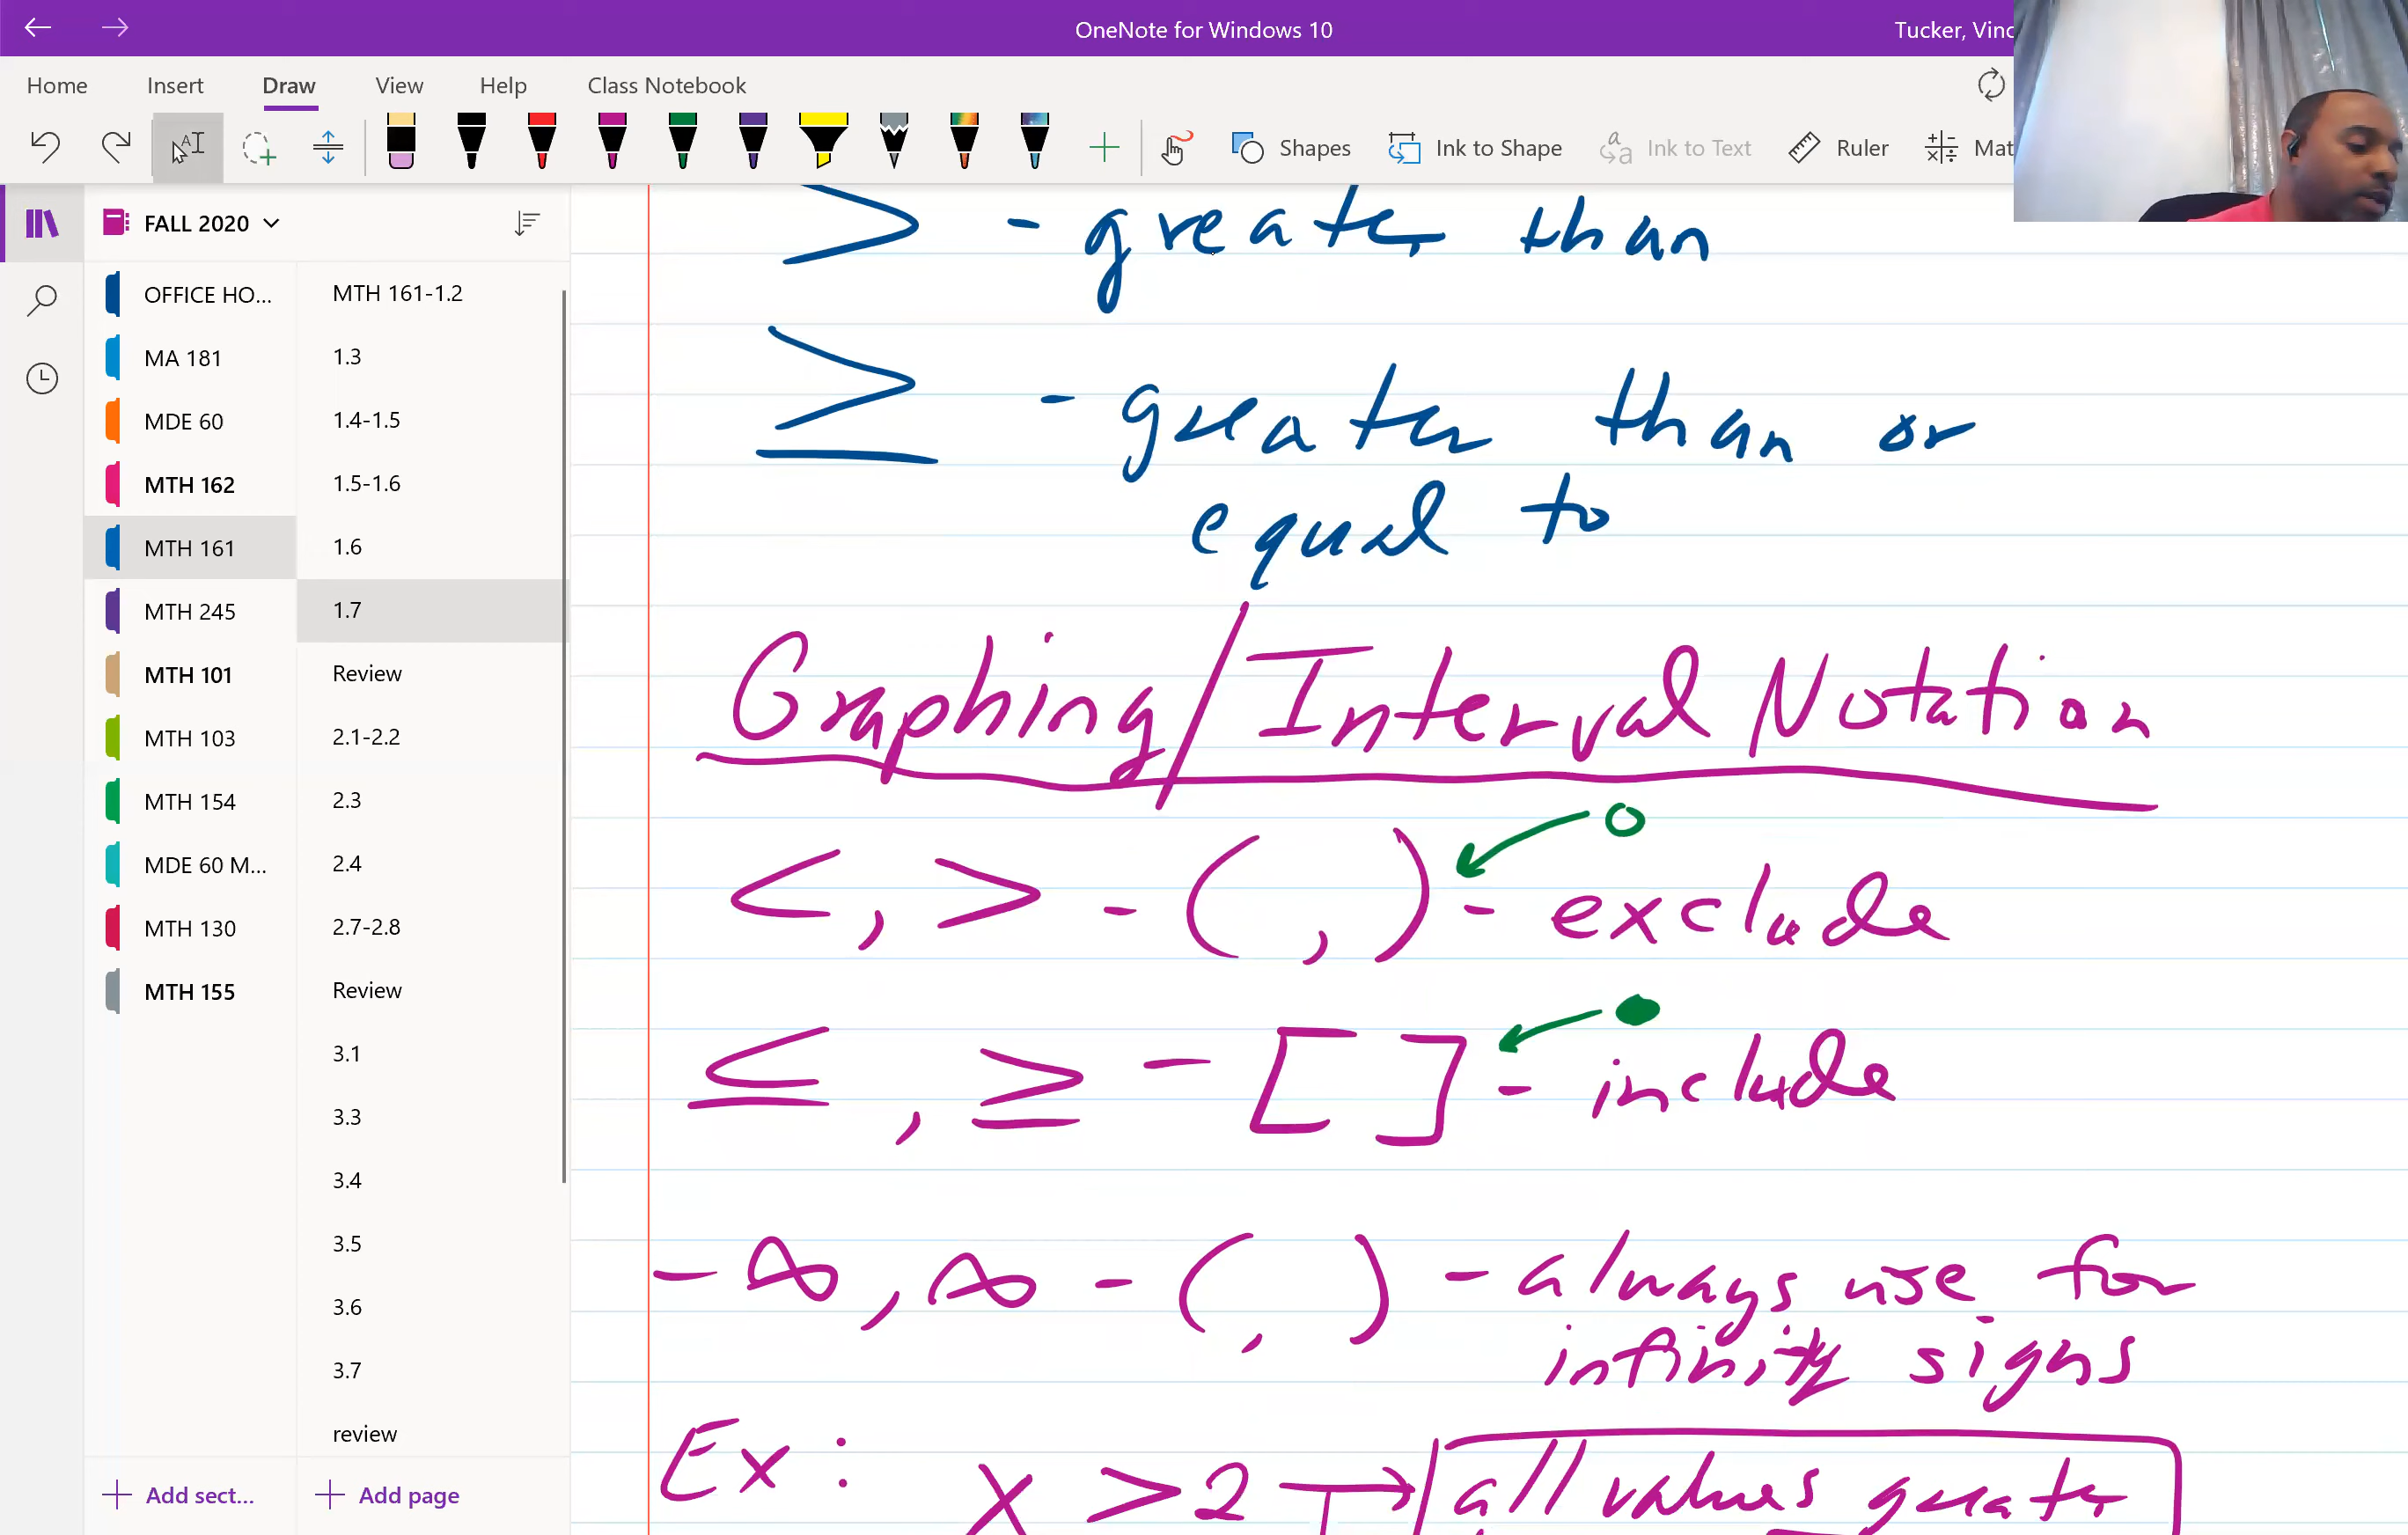 OneNote for Windows 10
Tucker, Vinc
Home Insert Draw View Help Class Notebook
Shapes Ink to Shape Ink to Text Ruler Mat
FALL 2020
OFFICE HO...
MA 181
MDE 60
MTH 162
MTH 161
MTH 245
MTH 101
MTH 103
MTH 154
MDE 60 M...
MTH 130
MTH 155
Add sect...
MTH 161-1.2
1.3
1.4-1.5
1.5-1.6
1.6
1.7
Review
2.1-2.2
2.3
2.4
2.7-2.8
Review
3.1
3.3
3.4
3.5
3.6
3.7
review
Add page
> - greater than
≥ - greater than or
equal to
Graphing/Interval Notation
<, > - ( , ) - exclude
≤, ≥ - [ ] - include
-∞, ∞ - ( , ) - always use for
infinity signs
Ex: x > 2 → all values greater